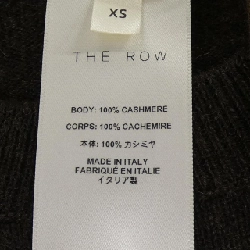 XS
THE ROW
BODY: 100% CASHMERE
CORPS: 100% CACHEMIRE
本体: 100% カシミヤ
MADE IN ITALY
FABRIQUÉ EN ITALIE
イタリア製